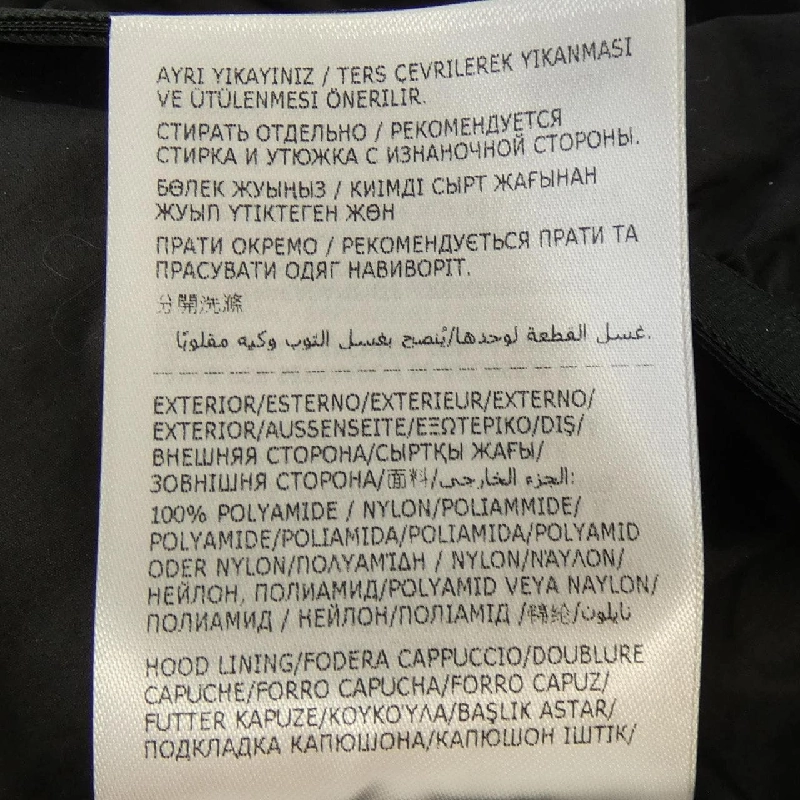 AYRI YIKAYINIZ / TERS ÇEVRILEREK YIKANMASI
VE ÜTÜLENMESI ÖNERILIR.
СТИРАТЬ ОТДЕЛЬНО / РЕКОМЕНДУЕТСЯ
СТИРКА И УТЮЖКА С ИЗНАНОЧНОЙ СТОРОНЫ.
БӨЛЕК ЖУЫҢЫЗ / КИІМДІ СЫРТ ЖАҒЫНАН
ЖУЫП ҮТІКТЕГЕН ЖӨН
ПРАТИ ОКРЕМО / РЕКОМЕНДУЄТЬСЯ ПРАТИ ТА
ПРАСУВАТИ ОДЯГ НАВИВОРІТ.
分開洗滌
غسل القطعة لوحدها/يُنصح بغسل الثوب وكيه مقلوبًا.
EXTERIOR/ESTERNO/EXTERIEUR/EXTERNO/
EXTERIOR/AUSSENSEITE/ΕΞΩΤΕΡΙΚΟ/DIŞ/
ВНЕШНЯЯ СТОРОНА/СЫРТҚЫ ЖАҒЫ/
ЗОВНІШНЯ СТОРОНА/面料/الجزء الخارجي:
100% POLYAMIDE / NYLON/POLIAMMIDE/
POLYAMIDE/POLIAMIDA/POLIAMIDA/POLYAMID
ODER NYLON/ΠΟΛΥΑΜΊΔΗ / NYLON/ΝΆΥΛΟΝ/
НЕЙЛОН, ПОЛИАМИД/POLYAMID VEYA NAYLON/
ПОЛИАМИД / НЕЙЛОН/ПОЛІАМІД /錦綸/نايلون
HOOD LINING/FODERA CAPPUCCIO/DOUBLURE
CAPUCHE/FORRO CAPUCHA/FORRO CAPUZ/
FUTTER KAPUZE/ΚΟΥΚΟΎΛΑ/BAŞLIK ASTAR/
ПОДКЛАДКА КАПЮШОНА/КАПЮШОН ІШТІК/